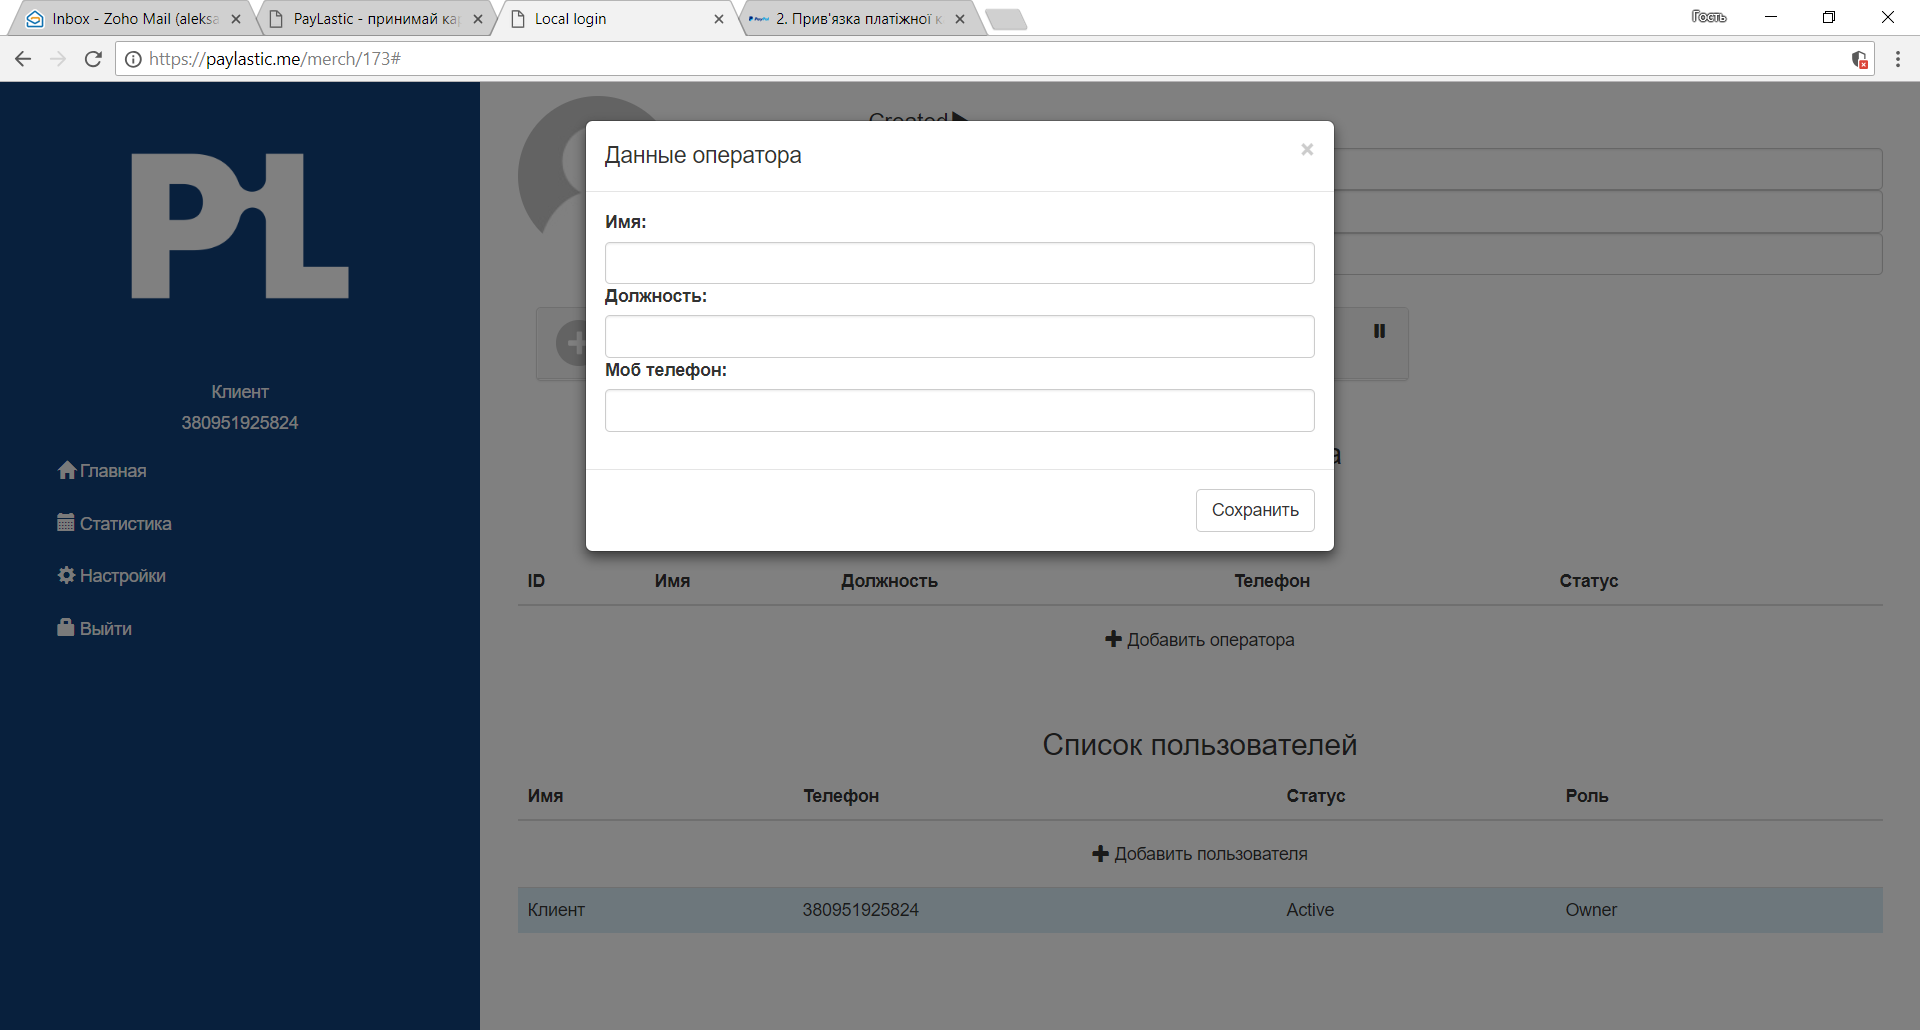 Inbox - Zoho Mail (aleksa
PayLastic - принимай ка
Local login
2. Прив'язка платіжної к
Гость
https://paylastic.me/merch/173#
PL
Created
Данные оператора
×
Имя:
Должность:
Моб телефон:
Сохранить
Клиент
380951925824
Главная
Статистика
Настройки
Выйти
ID Имя Должность Телефон Статус
Добавить оператора
Список пользователей
Имя Телефон Статус Роль
Добавить пользователя
Клиент 380951925824 Active Owner